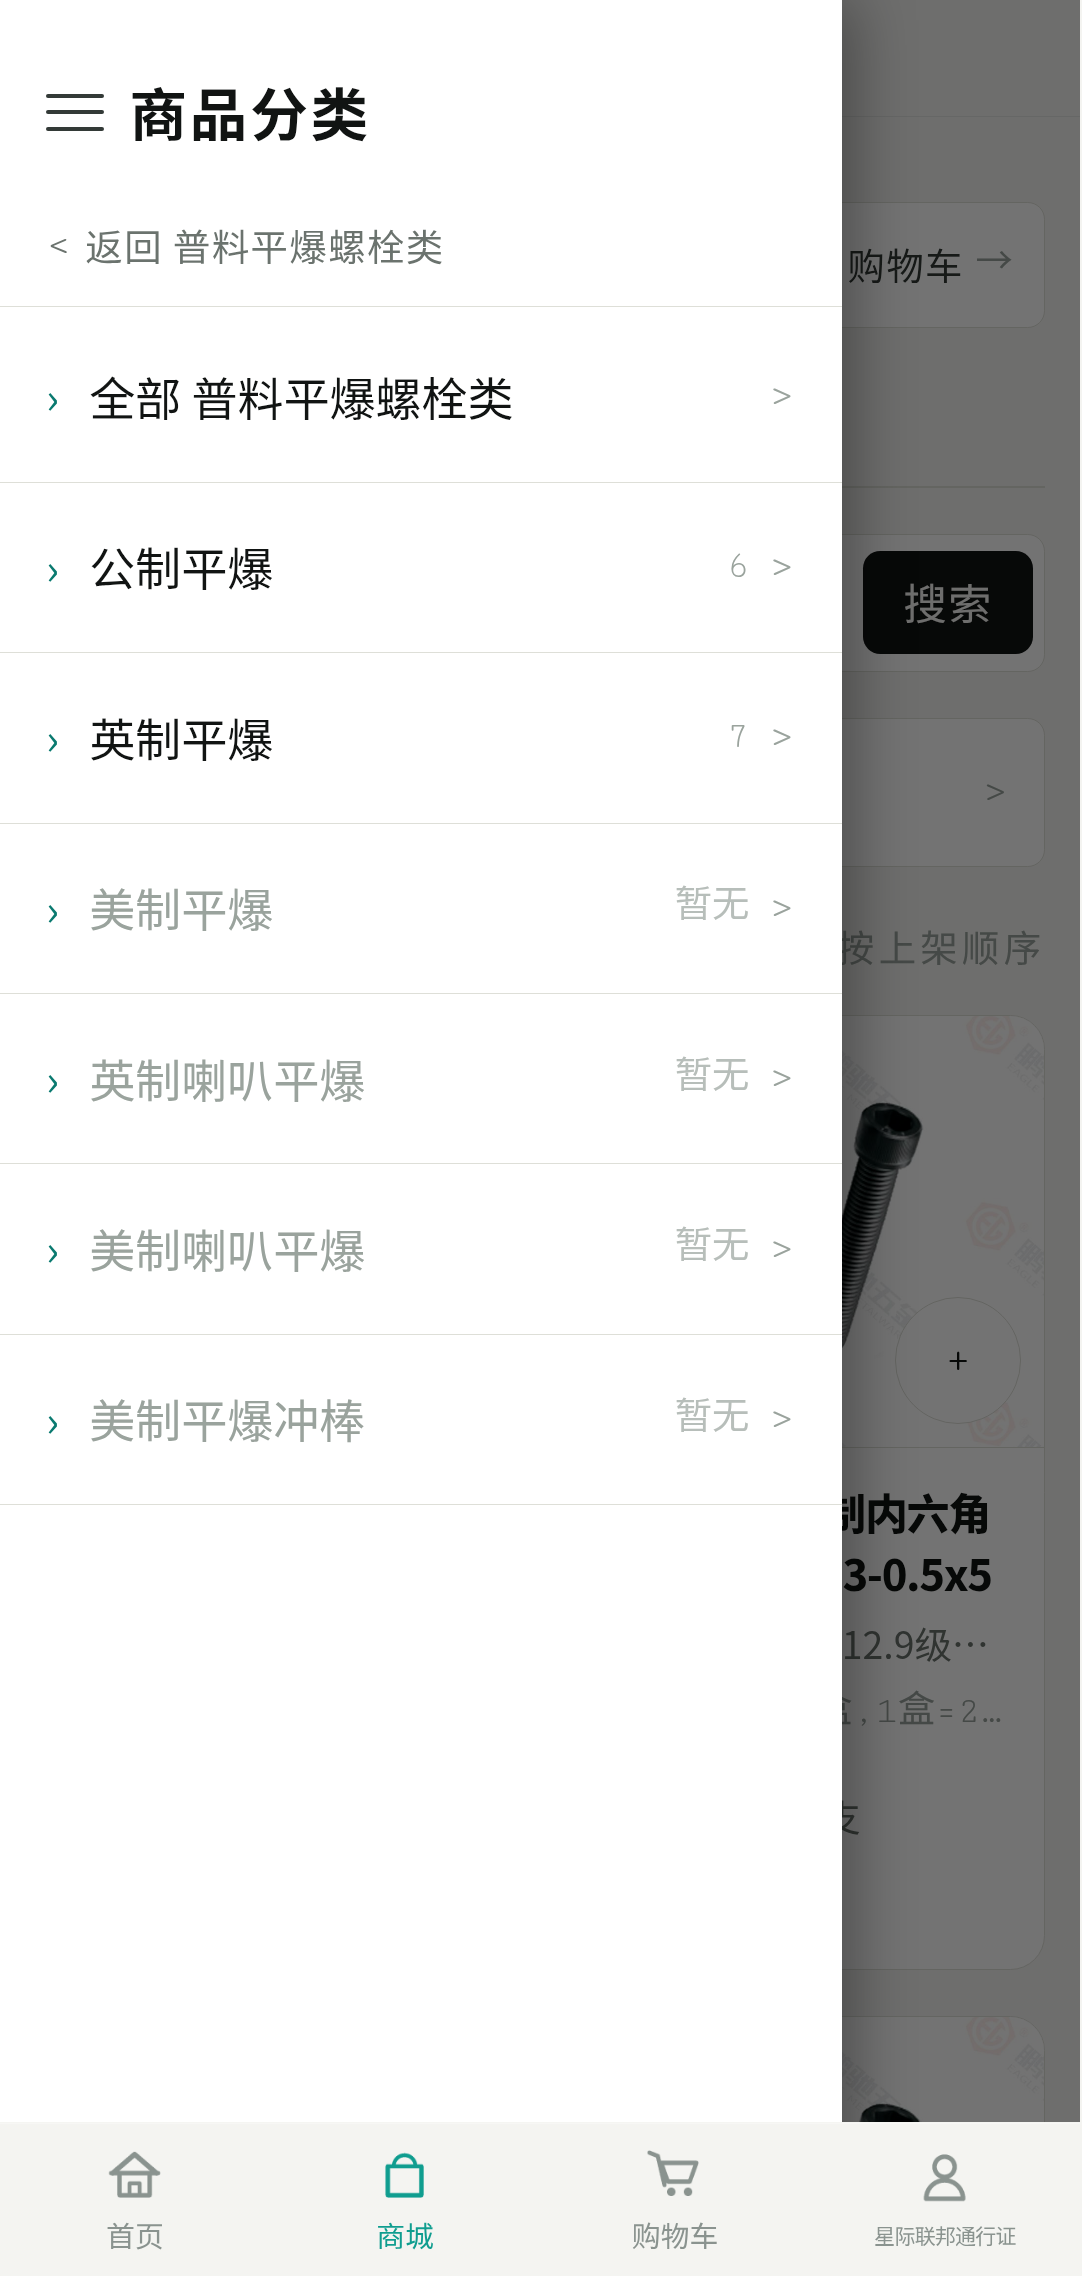 商品分类
< 返回 普料平爆螺栓类
购物车 →
› 全部 普料平爆螺栓类 >
› 公制平爆 6 >
搜索
› 英制平爆 7 >
>
› 美制平爆 暂无 >
按上架顺序
› 英制喇叭平爆 暂无 >
› 美制喇叭平爆 暂无 >
+
› 美制平爆冲棒 暂无 >
制内六角
3-0.5x5
12.9级…
盒,1盒=2…
支
首页
商城
购物车
星际联邦通行证